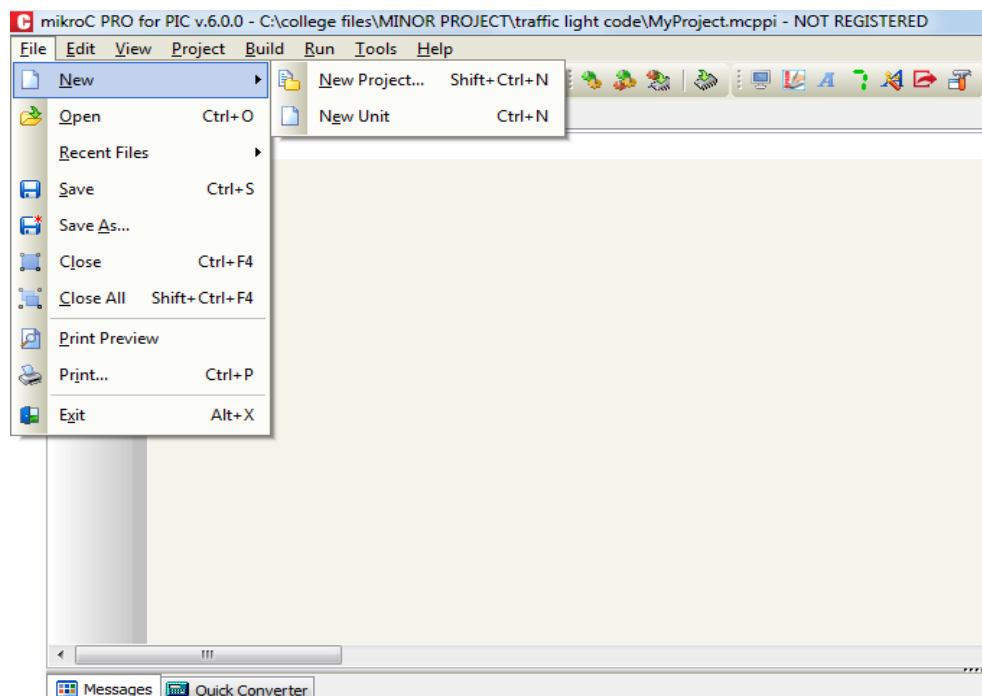 mikroC PRO for PIC v.6.0.0 - C:\college files\MINOR PROJECT\traffic light code\MyProject.mcppi - NOT REGISTERED
File Edit View Project Build Run Tools Help
New
New Project... Shift+Ctrl+N
Open Ctrl+O
New Unit Ctrl+N
Recent Files
Save Ctrl+S
Save As...
Close Ctrl+F4
Close All Shift+Ctrl+F4
Print Preview
Print... Ctrl+P
Exit Alt+X
Messages Quick Converter